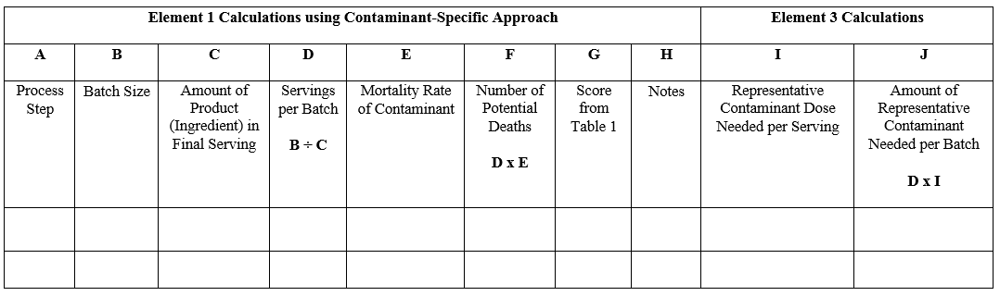 Element 1 Calculations using Contaminant-Specific Approach
Element 3 Calculations
A
B
C
D
E
F
G
H
I
J
Process
Step
Batch Size
Amount of
Product
(Ingredient) in
Final Serving
Servings
per Batch
B ÷ C
Mortality Rate
of Contaminant
Number of
Potential
Deaths
D x E
Score
from
Table 1
Notes
Representative
Contaminant Dose
Needed per Serving
Amount of
Representative
Contaminant
Needed per Batch
D x I